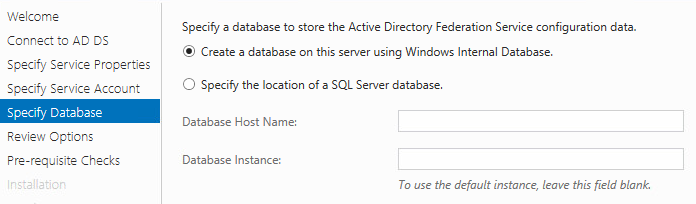 Welcome
Connect to AD DS
Specify Service Properties
Specify Service Account
Specify Database
Review Options
Pre-requisite Checks
Installation
Specify a database to store the Active Directory Federation Service configuration data.
Create a database on this server using Windows Internal Database.
Specify the location of a SQL Server database.
Database Host Name:
Database Instance:
To use the default instance, leave this field blank.